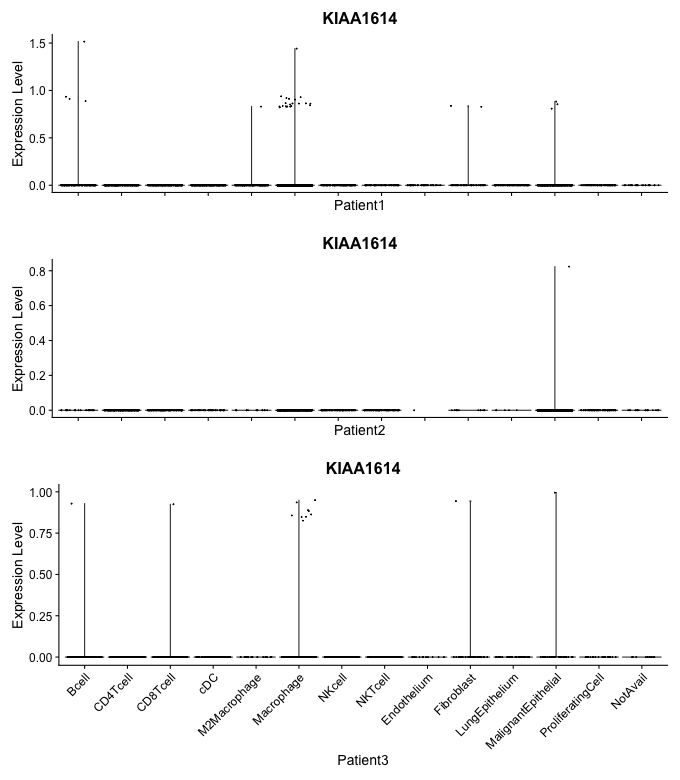 KIAA1614
Expression Level
1.5
1.0
0.5
0.0
Patient1
KIAA1614
Expression Level
0.8
0.6
0.4
0.2
0.0
Patient2
KIAA1614
Expression Level
1.00
0.75
0.50
0.25
0.00
Bcell
CD4Tcell
CD8Tcell
cDC
M2Macrophage
Macrophage
NKcell
NKTcell
Endothelium
Fibroblast
LungEpithelium
MalignantEpithelial
ProliferatingCell
NotAvail
Patient3